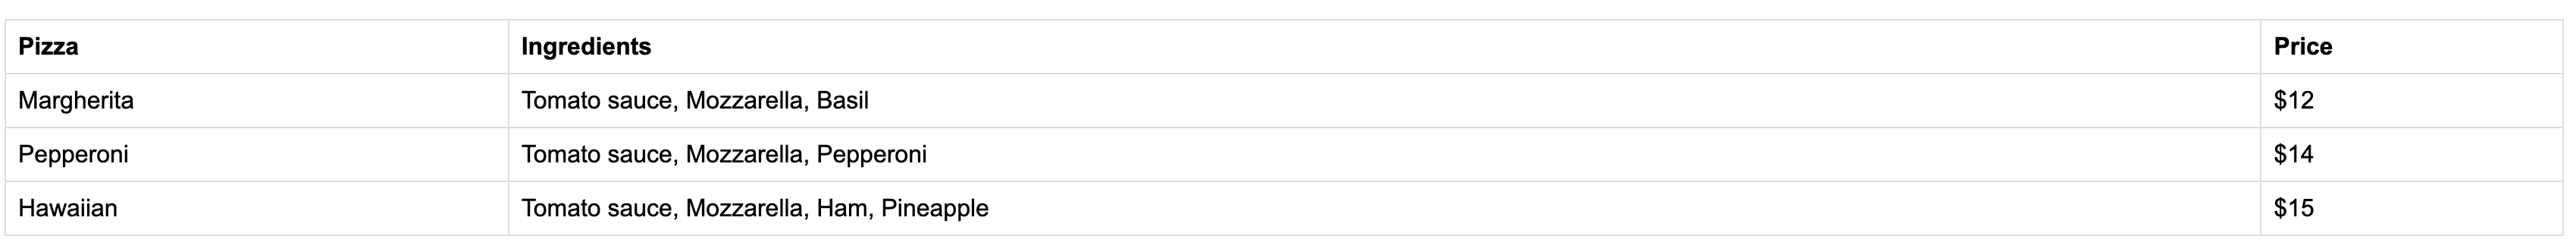 Pizza Ingredients Price
Margherita Tomato sauce, Mozzarella, Basil $12
Pepperoni Tomato sauce, Mozzarella, Pepperoni $14
Hawaiian Tomato sauce, Mozzarella, Ham, Pineapple $15